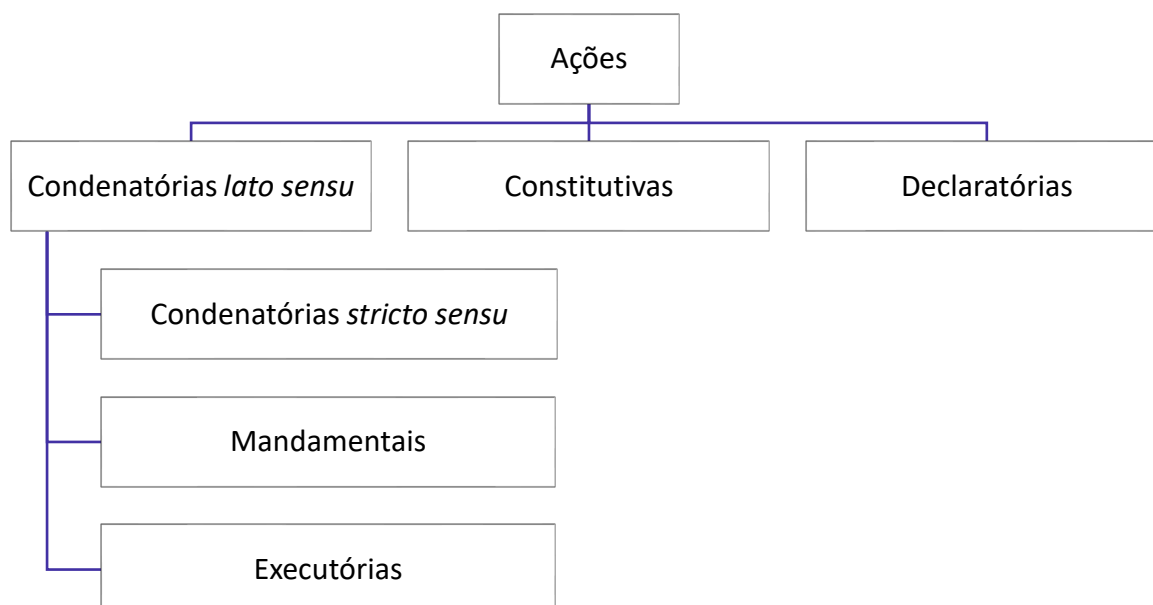 Ações
Condenatórias lato sensu
Constitutivas
Declaratórias
Condenatórias stricto sensu
Mandamentais
Executórias